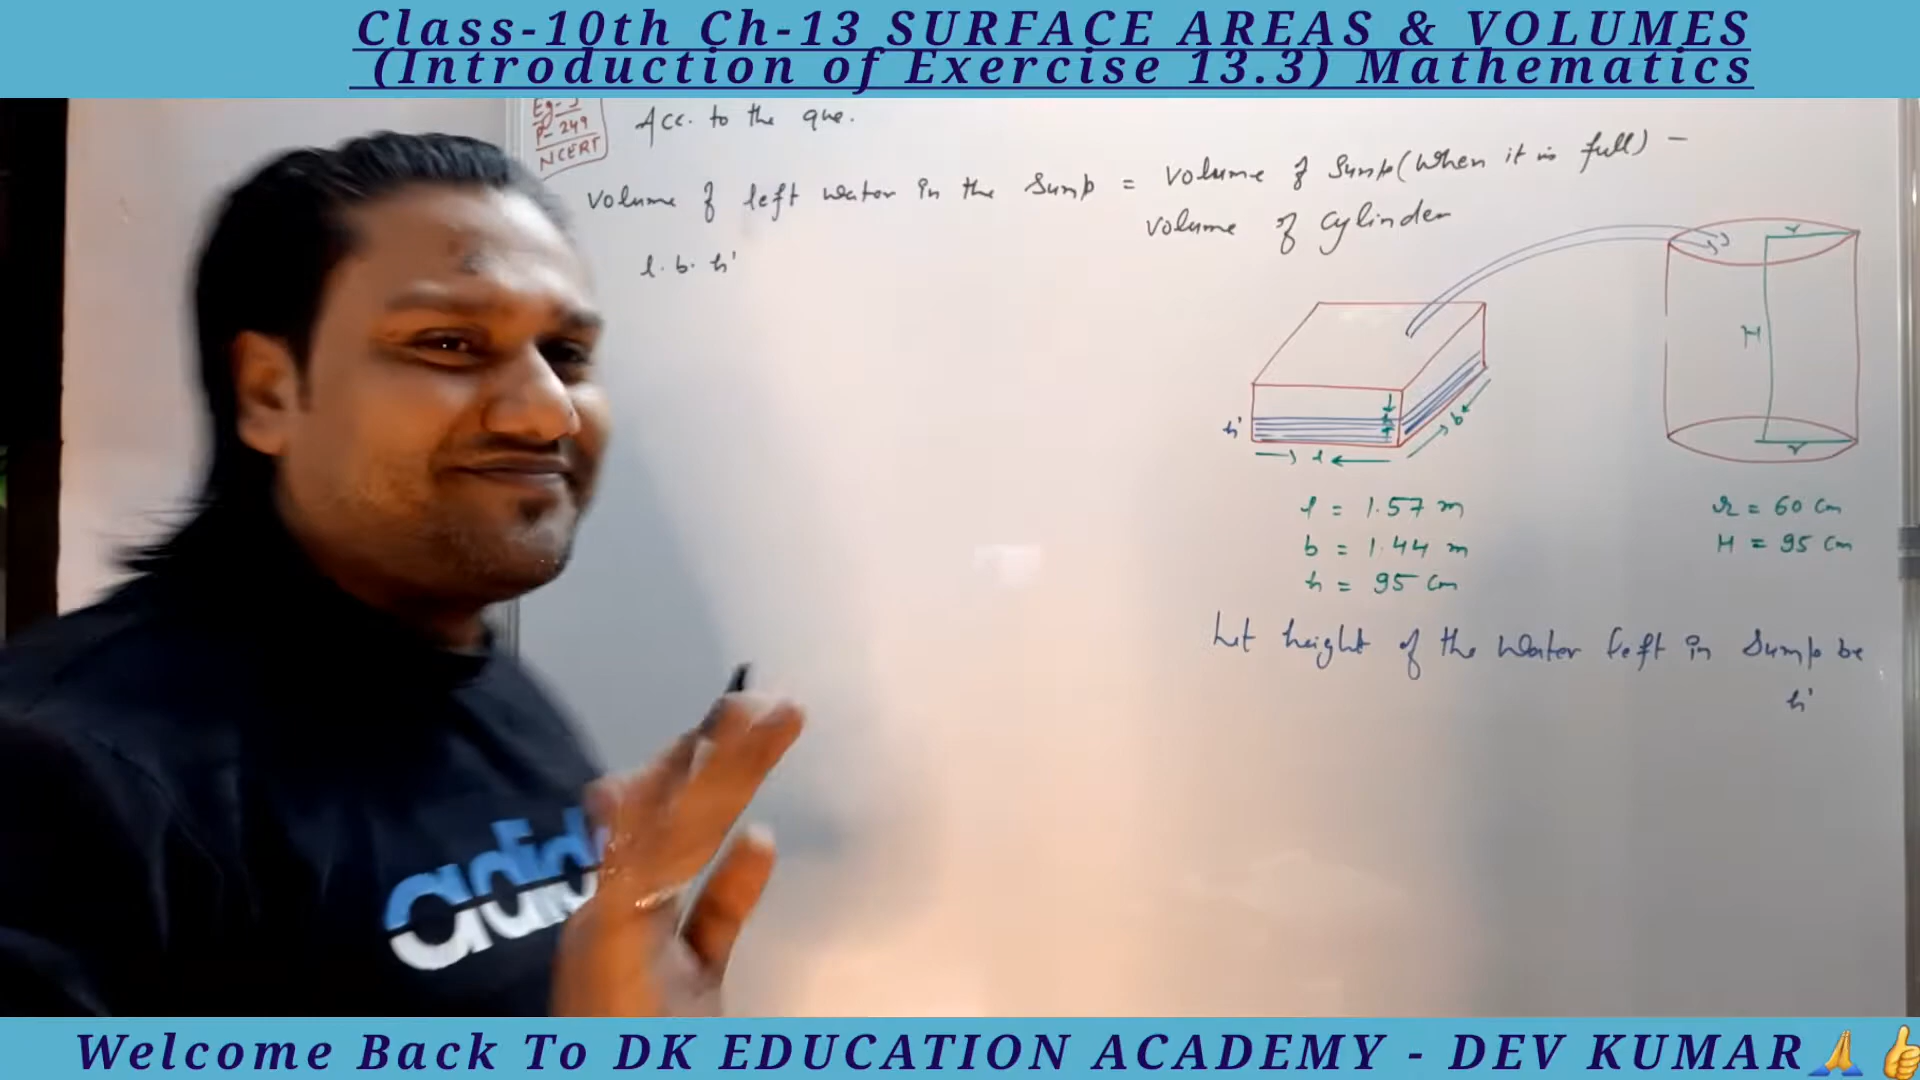 Class-10th Ch-13 SURFACE AREAS & VOLUMES
(Introduction of Exercise 13.3) Mathematics
P-249
NCERT
Acc. to the que.
Volume of left water in the Sump = Volume of Sump (When it is full) -
Volume of cylinder
l. b. h'
r
H
h
h'
b
l
r
l = 1.57 m
b = 1.44 m
h = 95 cm
r = 60 cm
H = 95 cm
Let height of the Water left in Sump be
h'
adid
Welcome Back To DK EDUCATION ACADEMY - DEV KUMAR🙏👍